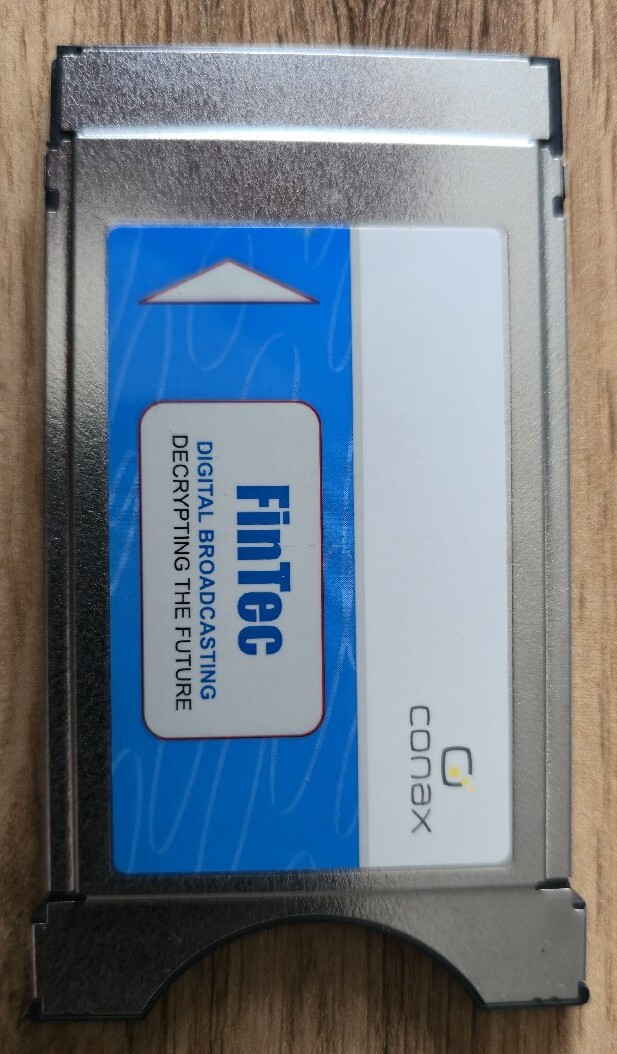 FinTec
DIGITAL BROADCASTING
DECRYPTING THE FUTURE
conax